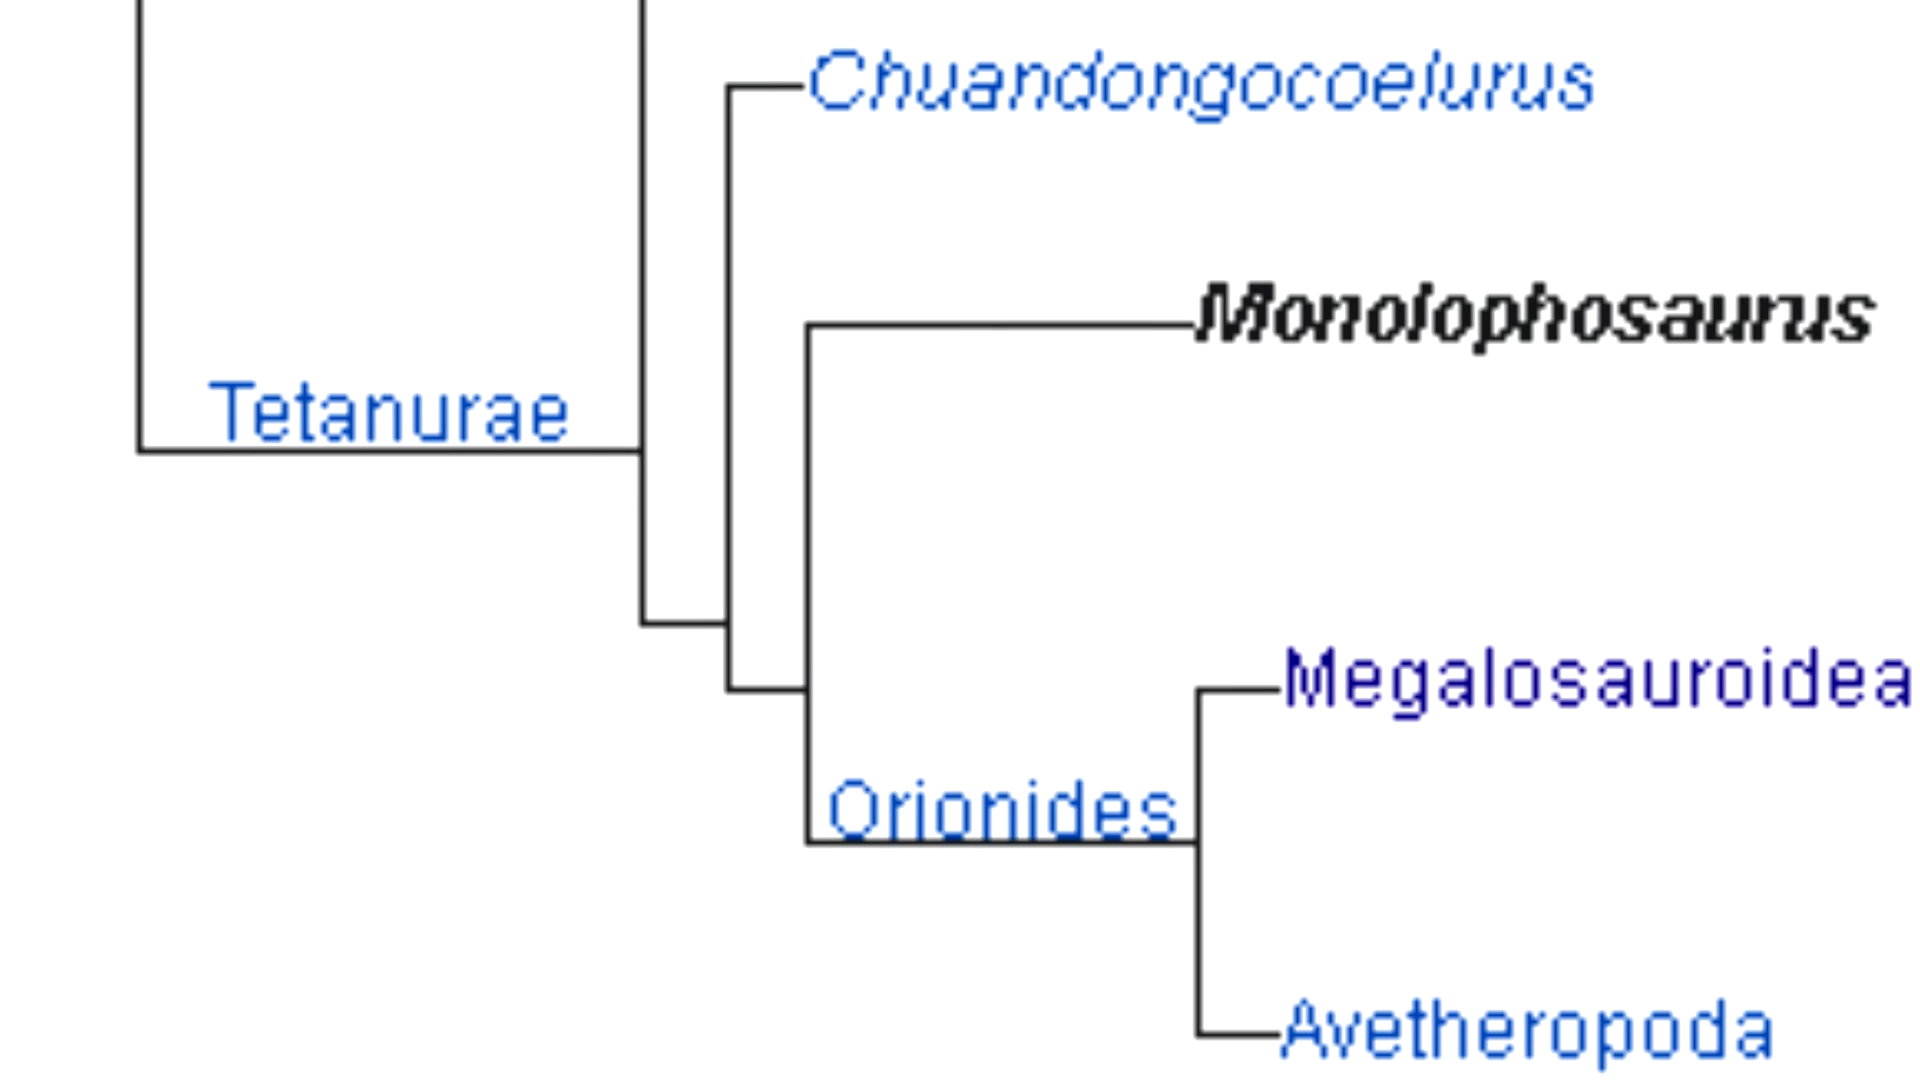 Chuandongocoelurus
Monolophosaurus
Tetanurae
Megalosauroidea
Orionides
Avetheropoda